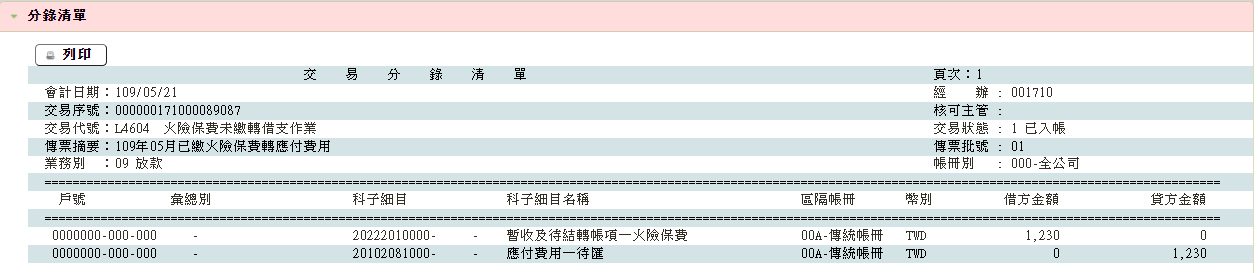 分錄清單
列印
交 易 分 錄 清 單 頁次：1
會計日期：109/05/21 經 辦 ： 001710
交易序號：000000171000089087 核可主管 ：
交易代號：L4604 火險保費未繳轉借支作業 交易狀態 ： 1 已入帳
傳票摘要：109年05月已繳火險保費轉應付費用 傳票批號 ： 01
業務別 ：09 放款 帳冊別 ： 000-全公司
戶號 彙總別 科子細目 科子細目名稱 區隔帳冊 幣別 借方金額 貸方金額
0000000-000-000 - 20222010000- - 暫收及待結轉帳項－火險保費 00A-傳統帳冊 TWD 1,230 0
0000000-000-000 - 20102081000- - 應付費用－待匯 00A-傳統帳冊 TWD 0 1,230